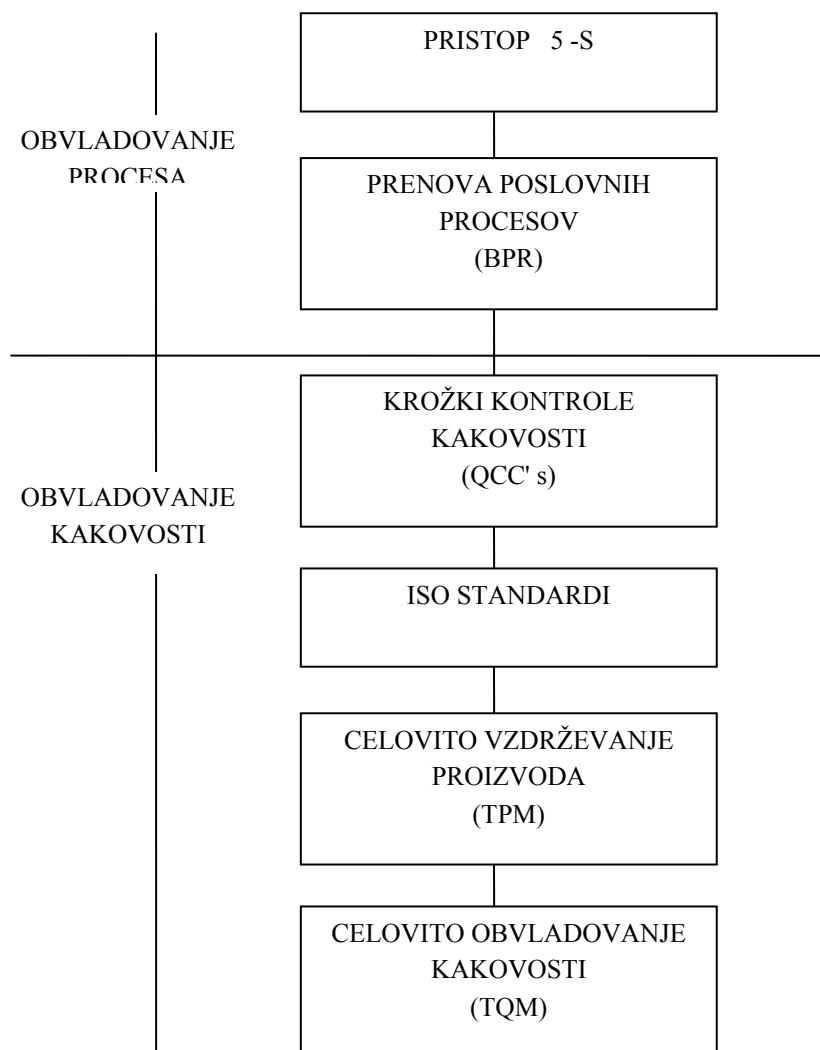 PRISTOP 5 -S
OBVLADOVANJE
PROCESA
PRENOVA POSLOVNIH
PROCESOV
(BPR)
KROŽKI KONTROLE
KAKOVOSTI
(QCC' s)
OBVLADOVANJE
KAKOVOSTI
ISO STANDARDI
CELOVITO VZDRŽEVANJE
PROIZVODA
(TPM)
CELOVITO OBVLADOVANJE
KAKOVOSTI
(TQM)